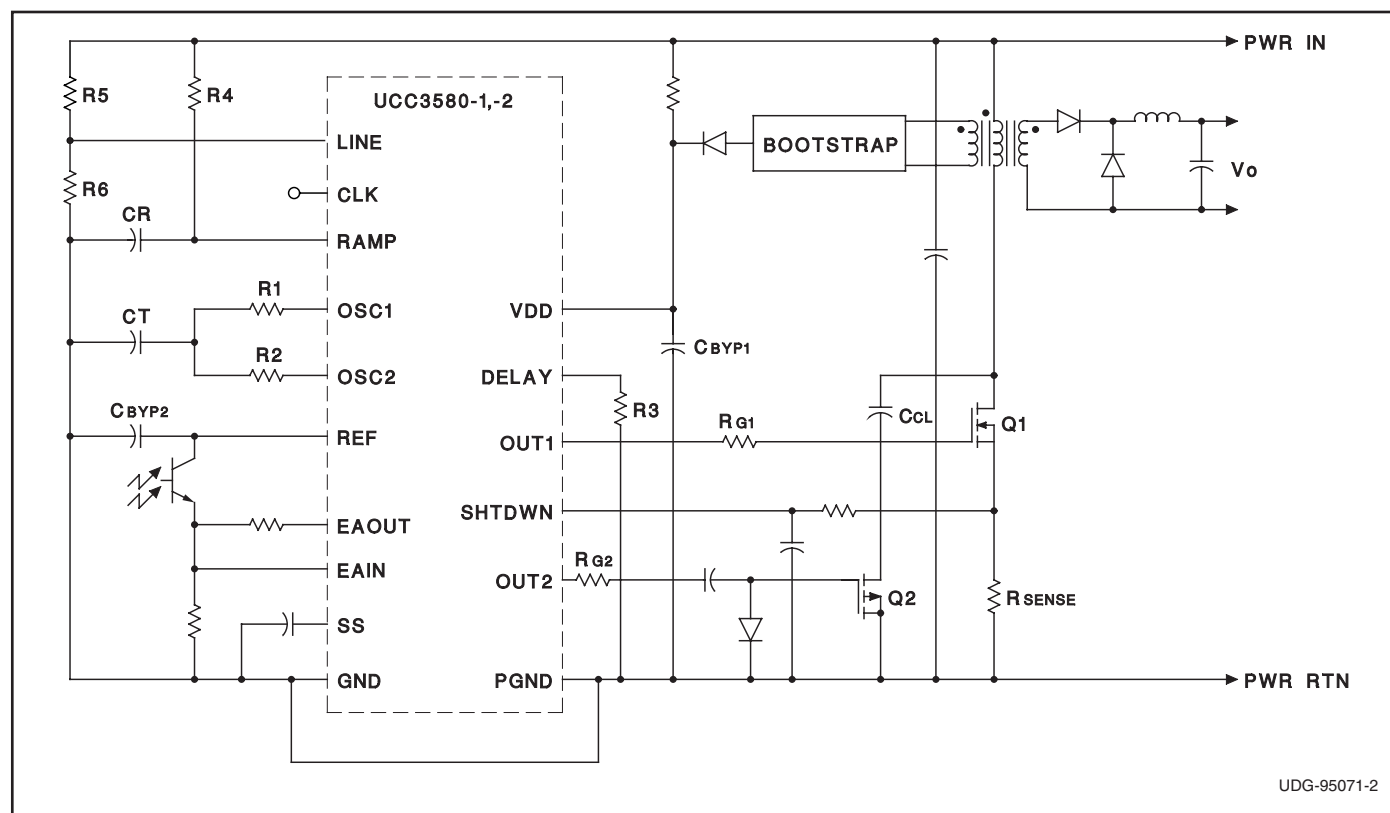 PWR IN
R5
R4
UCC3580-1,-2
LINE
BOOTSTRAP
Vo
R6
CLK
CR
RAMP
R1
CT
OSC1
VDD
CBYP1
R2
OSC2
DELAY
CBYP2
R3
RG1
CCL
Q1
REF
OUT1
SHTDWN
EAOUT
RG2
EAIN
OUT2
Q2
RSENSE
SS
GND
PGND
PWR RTN
UDG-95071-2